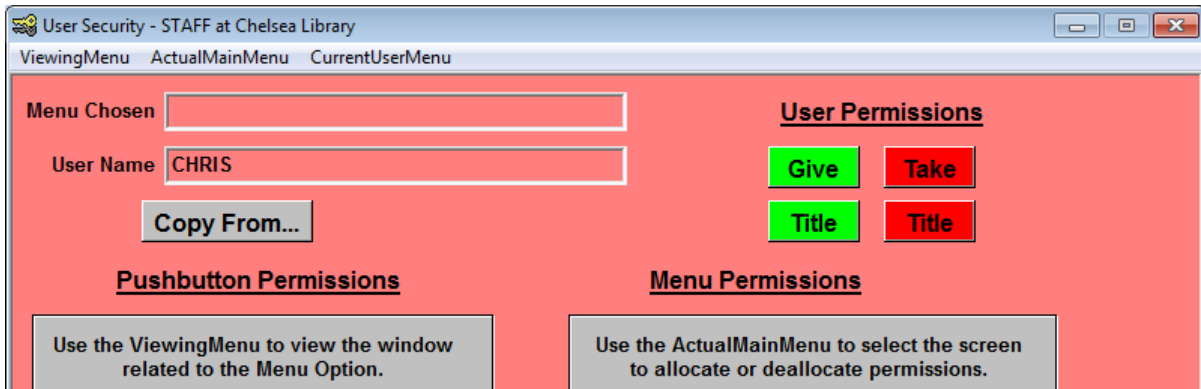 User Security - STAFF at Chelsea Library
ViewingMenu ActualMainMenu CurrentUserMenu
Menu Chosen
User Permissions
User Name CHRIS
Give Take
Copy From...
Title Title
Pushbutton Permissions
Menu Permissions
Use the ViewingMenu to view the window
related to the Menu Option.
Use the ActualMainMenu to select the screen
to allocate or deallocate permissions.